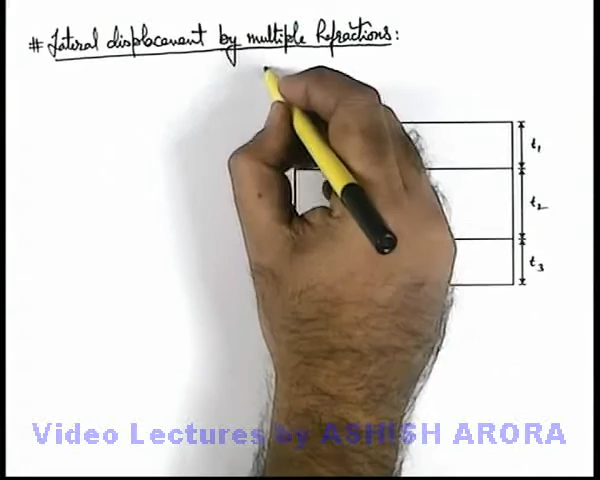 # Lateral displacement by multiple Refractions:
t₁
t₂
t₃
Video Lectures by ASHISH ARORA